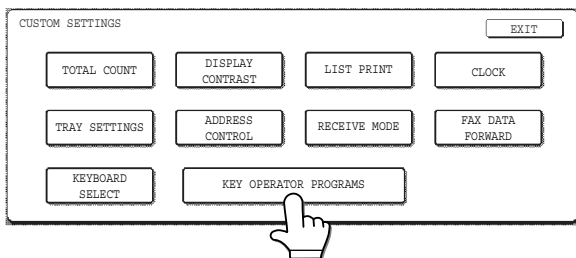 CUSTOM SETTINGS
EXIT
TOTAL COUNT
DISPLAY
CONTRAST
LIST PRINT
CLOCK
TRAY SETTINGS
ADDRESS
CONTROL
RECEIVE MODE
FAX DATA
FORWARD
KEYBOARD
SELECT
KEY OPERATOR PROGRAMS